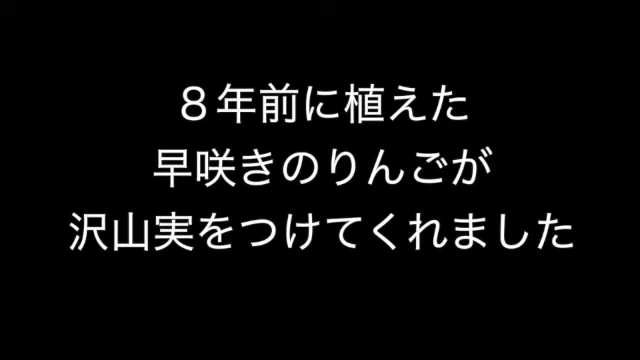 ８年前に植えた
早咲きのりんごが
沢山実をつけてくれました